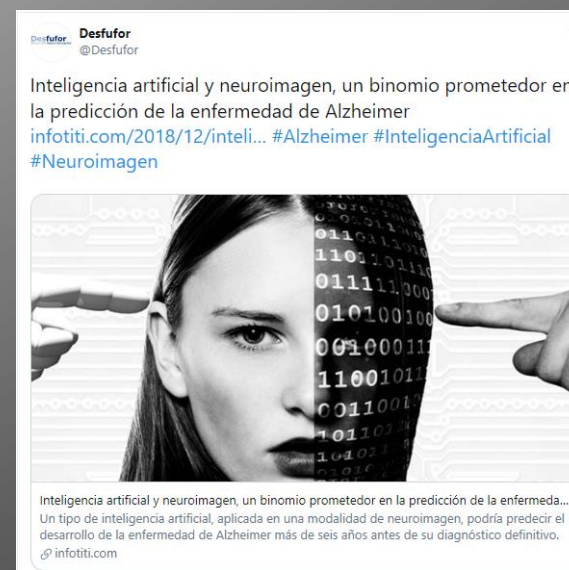 Desfufor
Desfufor
@Desfufor
Inteligencia artificial y neuroimagen, un binomio prometedor en
la predicción de la enfermedad de Alzheimer
infotiti.com/2018/12/inteli... #Alzheimer #InteligenciaArtificial
#Neuroimagen
Inteligencia artificial y neuroimagen, un binomio prometedor en la predicción de la enfermeda...
Un tipo de inteligencia artificial, aplicada en una modalidad de neuroimagen, podría predecir el
desarrollo de la enfermedad de Alzheimer más de seis años antes de su diagnóstico definitivo.
infotiti.com